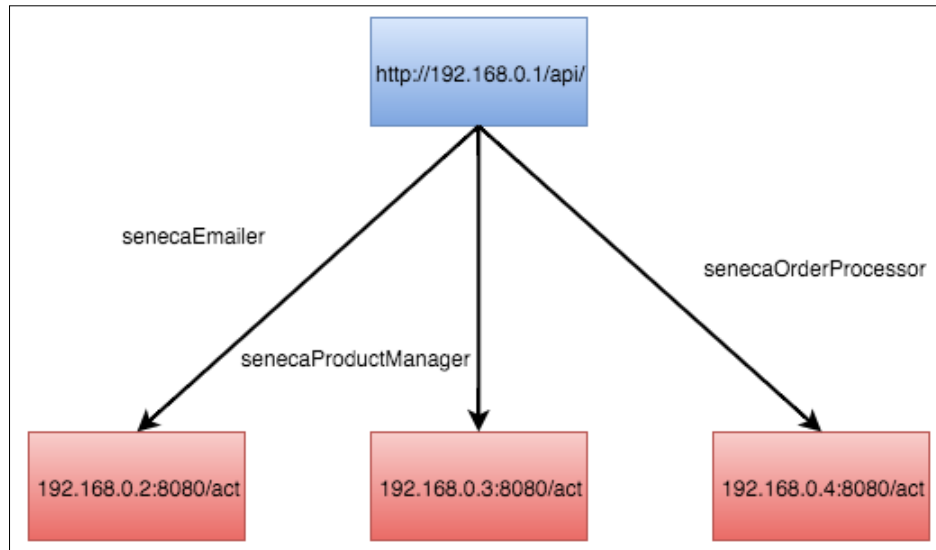 http://192.168.0.1/api/
senecaEmailer
senecaOrderProcessor
senecaProductManager
192.168.0.2:8080/act
192.168.0.3:8080/act
192.168.0.4:8080/act